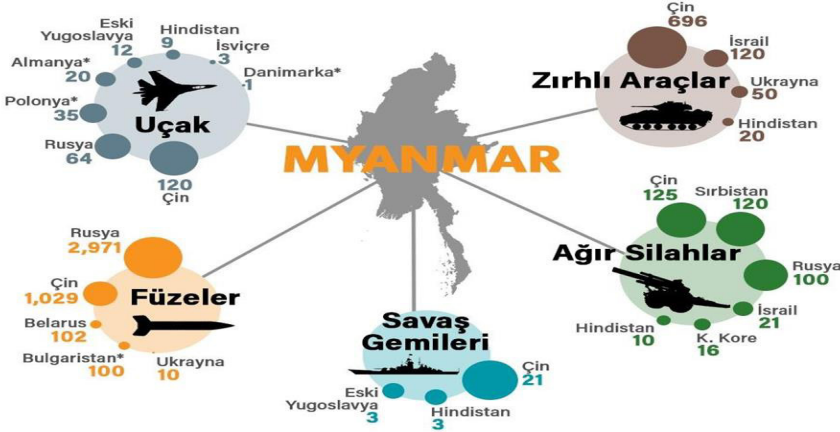 Eski
Yugoslavya
12
Hindistan
9
İsviçre
3
Danimarka*
1
Almanya*
20
Polonya*
35
Rusya
64
120
Çin
Uçak
Çin
696
İsrail
120
Ukrayna
50
Hindistan
20
Zırhlı Araçlar
MYANMAR
Rusya
2,971
Çin
1,029
Belarus
102
Bulgaristan*
100
Ukrayna
10
Füzeler
Savaş
Gemileri
Çin
21
Eski
Yugoslavya
3
Hindistan
3
Çin
125
Sırbistan
120
Ağır Silahlar
Rusya
100
İsrail
21
K. Kore
16
Hindistan
10